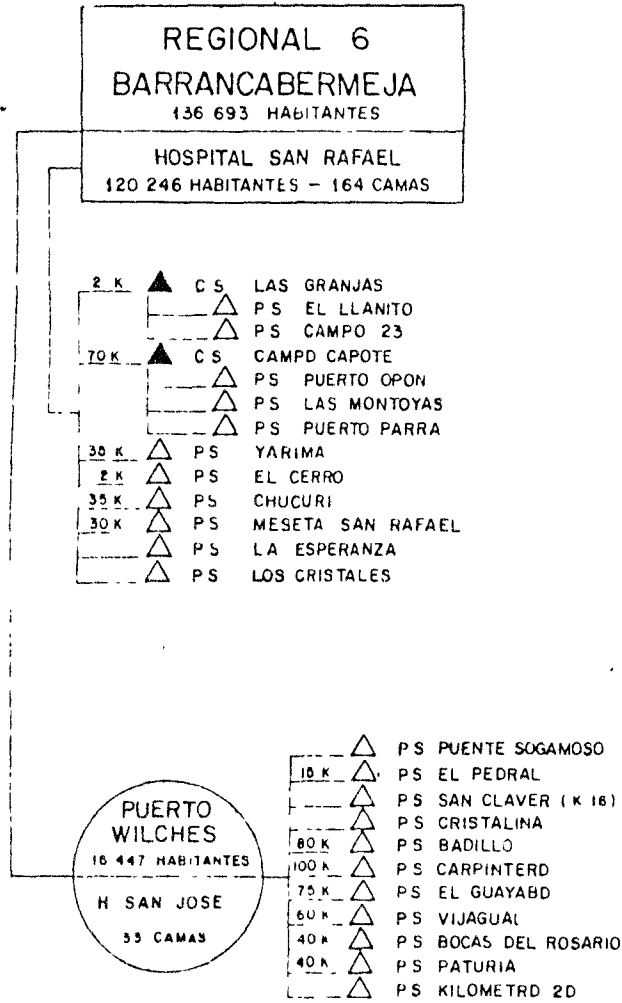 REGIONAL 6
BARRANCABERMEJA
136 693 HABITANTES
HOSPITAL SAN RAFAEL
120 246 HABITANTES – 164 CAMAS
2 K C S LAS GRANJAS
P S EL LLANITO
P S CAMPO 23
70 K C S CAMPD CAPOTE
P S PUERTO OPON
P S LAS MONTOYAS
P S PUERTO PARRA
38 K P S YARIMA
2 K P S EL CERRO
35 K P S CHUCURI
30 K P S MESETA SAN RAFAEL
P S LA ESPERANZA
P S LOS CRISTALES
P S PUENTE SOGAMOSO
18 K P S EL PEDRAL
P S SAN CLAVER ( K 16)
P S CRISTALINA
80 K P S BADILLO
100 K P S CARPINTERD
75 K P S EL GUAYABD
60 K P S VIJAGUAL
40 K P S BOCAS DEL ROSARIO
40 K P S PATURIA
P S KILOMETRD 2D
PUERTO
WILCHES
16 447 HABITANTES
H SAN JOSE
33 CAMAS